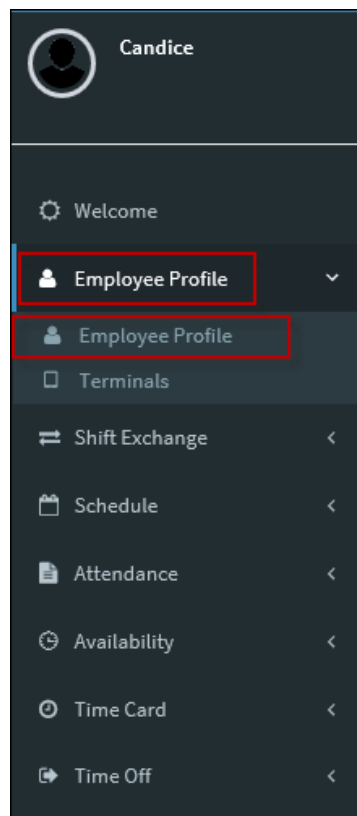 Candice
Welcome
Employee Profile
Employee Profile
Terminals
Shift Exchange
Schedule
Attendance
Availability
Time Card
Time Off